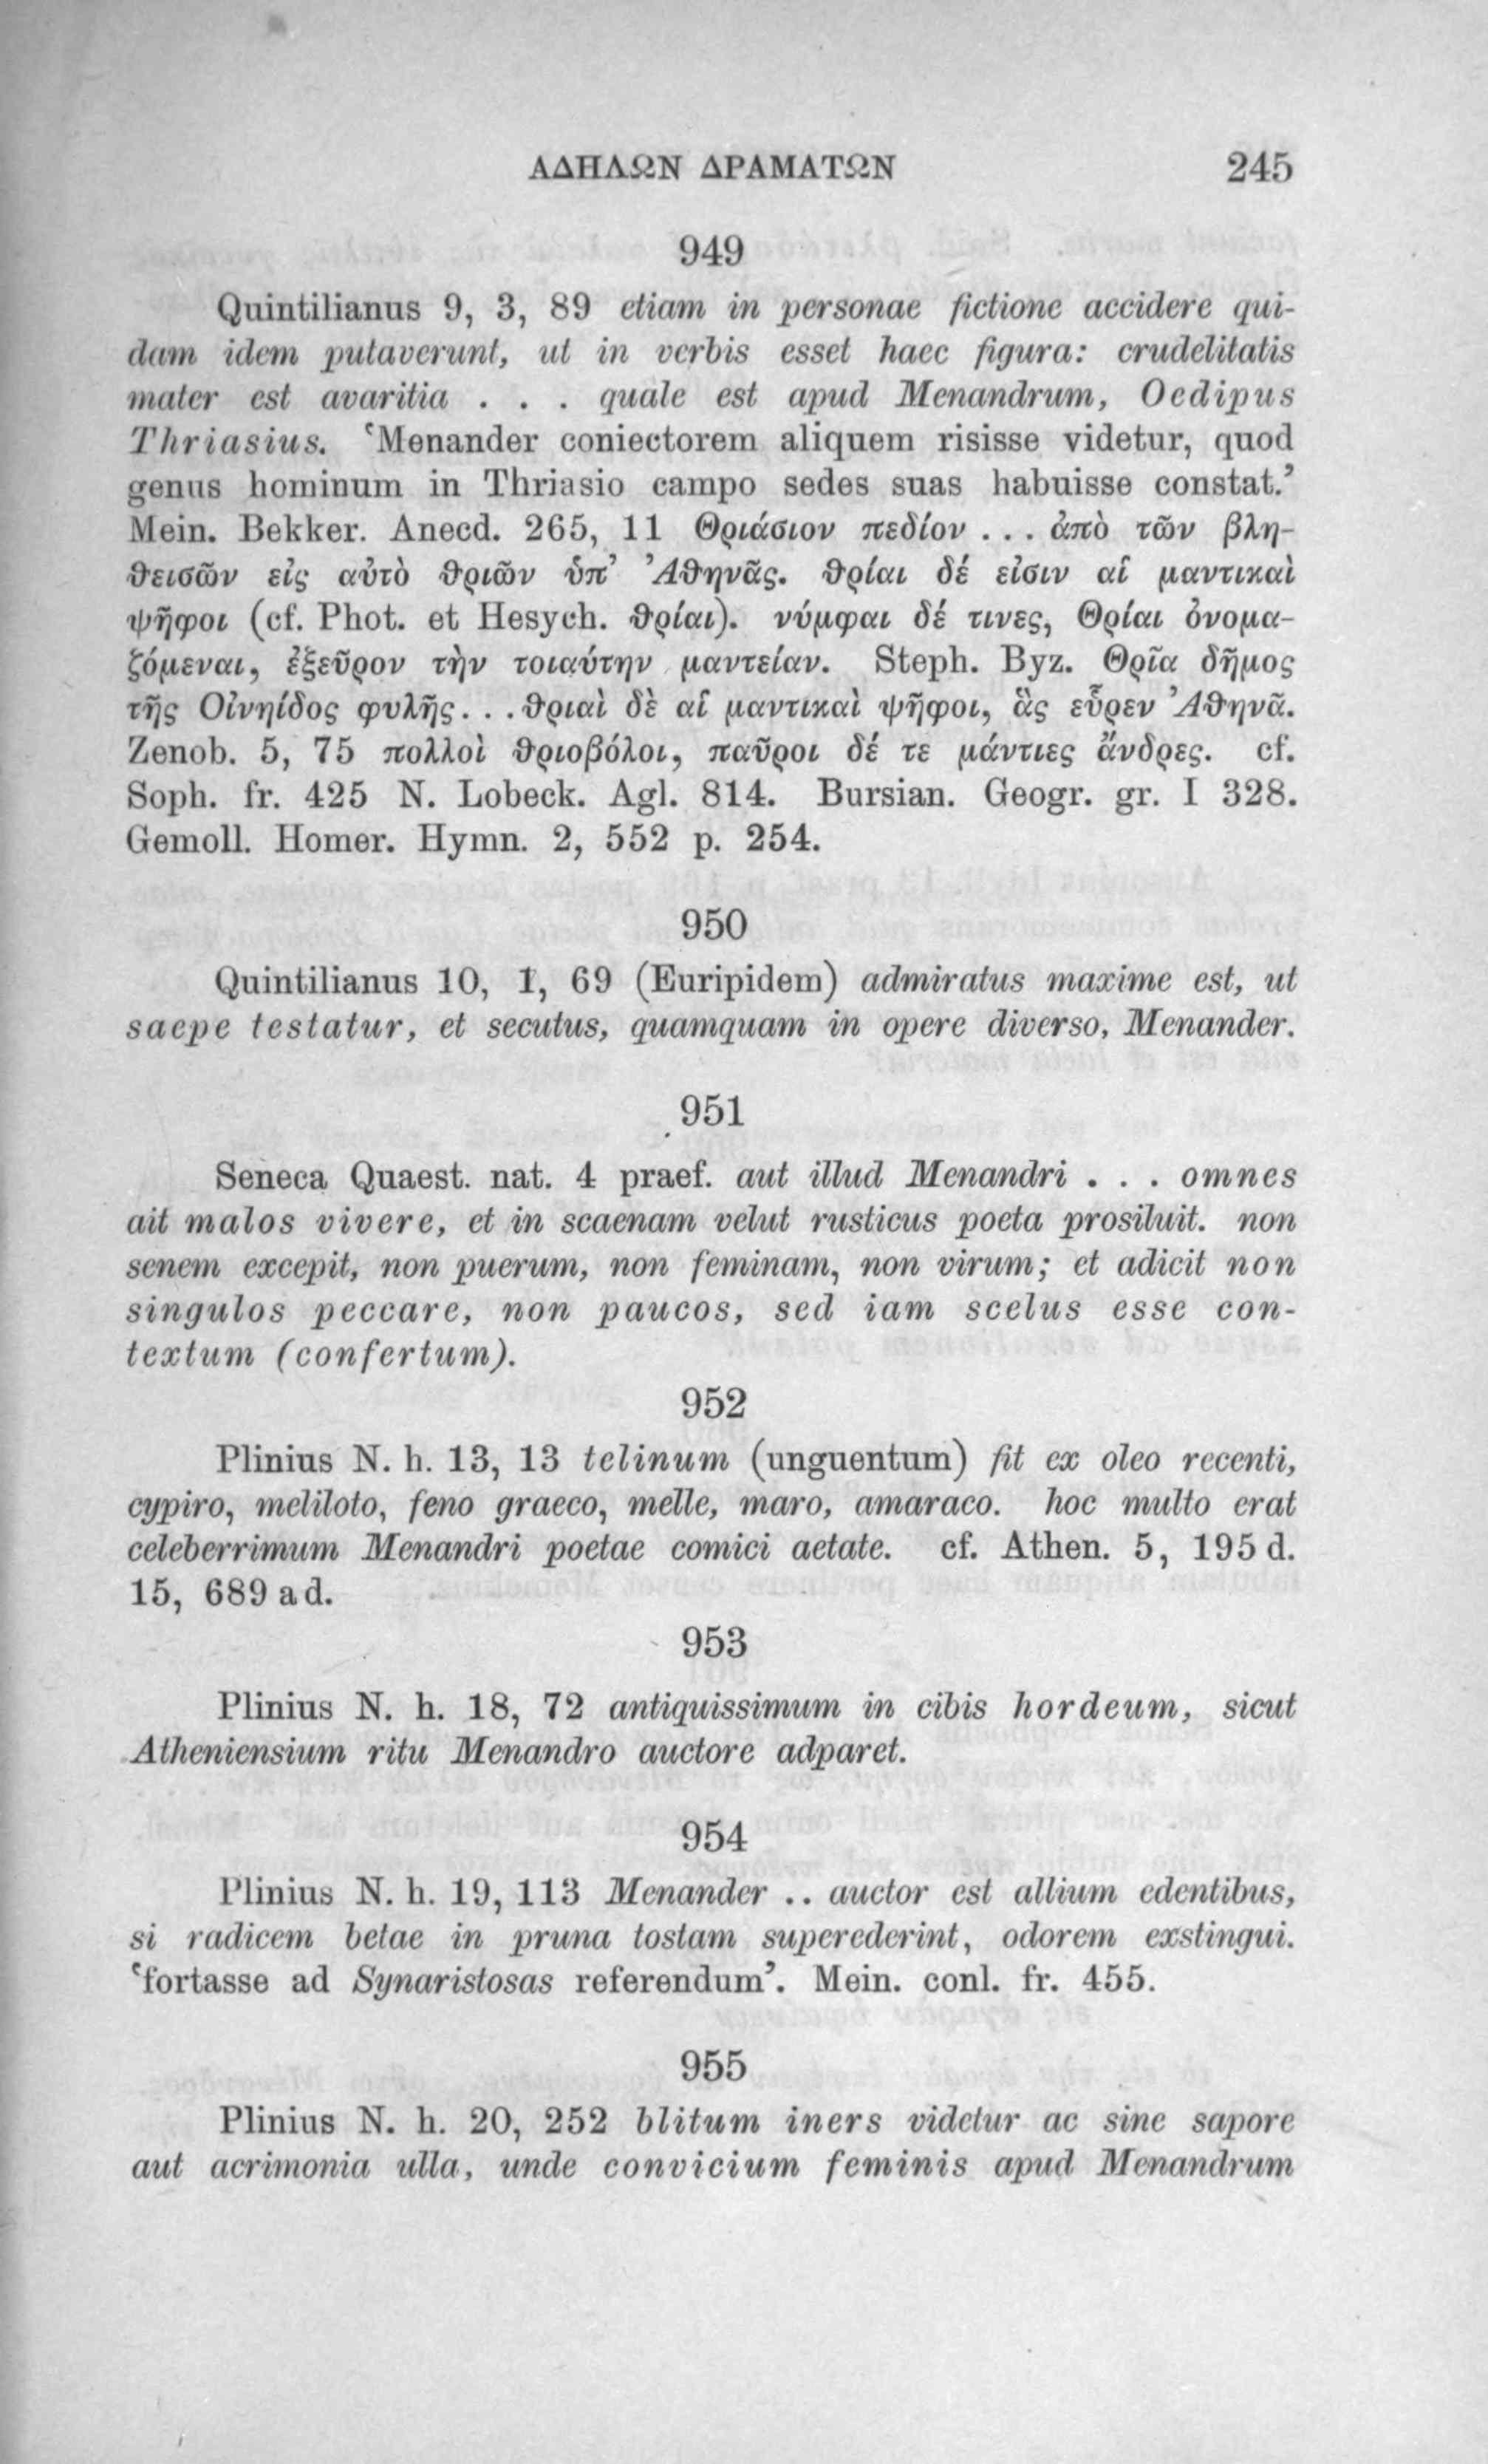 ΑΔΗΛΩΝ ΔΡΑΜΑΤΩΝ 245
949
Quintilianus 9, 3, 89 etiam in personae fictione accidere qui-
dam idem putaverunt, ut in verbis esset haec figura: crudelitatis
mater est avaritia . . . quale est apud Menandrum, Oedipus
Thriasius. ‘Menander coniectorem aliquem risisse videtur, quod
genus hominum in Thriasio campo sedes suas habuisse constat.’
Mein. Bekker. Anecd. 265, 11 Θριάσιον πεδίον ... ἀπὸ τῶν βλη-
θεισῶν εἰς αὐτὸ θριῶν ὑπ’ Ἀθηνᾶς. θρίαι δέ εἰσιν αἱ μαντικαὶ
ψῆφοι (cf. Phot. et Hesych. θρίαι). νύμφαι δέ τινες, Θρίαι ὀνομα-
ζόμεναι, ἐξεῦρον τὴν τοιαύτην μαντείαν. Steph. Byz. Θρῖα δῆμος
τῆς Οἰνηίδος φυλῆς...θριαὶ δὲ αἱ μαντικαὶ ψῆφοι, ἃς εὗρεν Ἀθηνᾶ.
Zenob. 5, 75 πολλοὶ θριοβόλοι, παῦροι δέ τε μάντιες ἄνδρες. cf.
Soph. fr. 425 N. Lobeck. Agl. 814. Bursian. Geogr. gr. I 328.
Gemoll. Homer. Hymn. 2, 552 p. 254.
950
Quintilianus 10, 1, 69 (Euripidem) admiratus maxime est, ut
saepe testatur, et secutus, quamquam in opere diverso, Menander.
951
Seneca Quaest. nat. 4 praef. aut illud Menandri . . . omnes
ait malos vivere, et in scaenam velut rusticus poeta prosiluit. non
senem excepit, non puerum, non feminam, non virum; et adicit non
singulos peccare, non paucos, sed iam scelus esse con-
textum (confertum).
952
Plinius N. h. 13, 13 telinum (unguentum) fit ex oleo recenti,
cypiro, meliloto, feno graeco, melle, maro, amaraco. hoc multo erat
celeberrimum Menandri poetae comici aetate. cf. Athen. 5, 195 d.
15, 689 a d.
953
Plinius N. h. 18, 72 antiquissimum in cibis hordeum, sicut
Atheniensium ritu Menandro auctore adparet.
954
Plinius N. h. 19, 113 Menander .. auctor est allium edentibus,
si radicem betae in pruna tostam superederint, odorem exstingui.
‘fortasse ad Synaristosas referendum’. Mein. conl. fr. 455.
955
Plinius N. h. 20, 252 blitum iners videtur ac sine sapore
aut acrimonia ulla, unde convicium feminis apud Menandrum